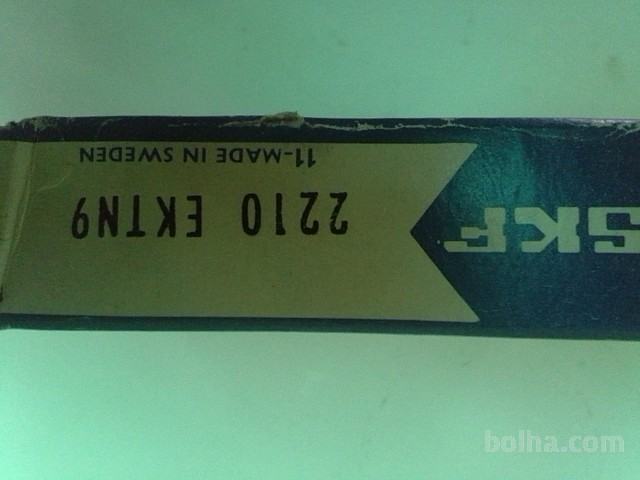 SKF
2210 EKTN9
11-MADE IN SWEDEN
bolha.com